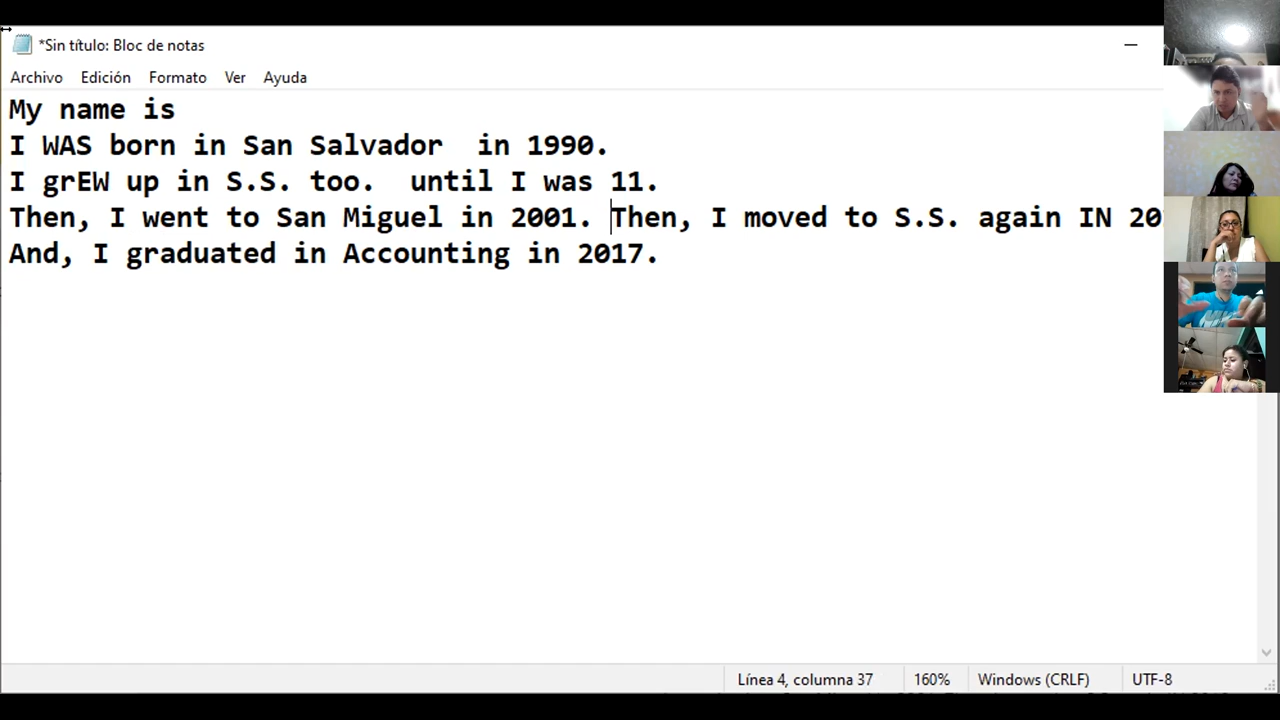 *Sin título: Bloc de notas
Archivo Edición Formato Ver Ayuda
My name is
I WAS born in San Salvador  in 1990.
I grEW up in S.S. too.  until I was 11.
Then, I went to San Miguel in 2001. Then, I moved to S.S. again IN
And, I graduated in Accounting in 2017.
Línea 4, columna 37 160% Windows (CRLF) UTF-8